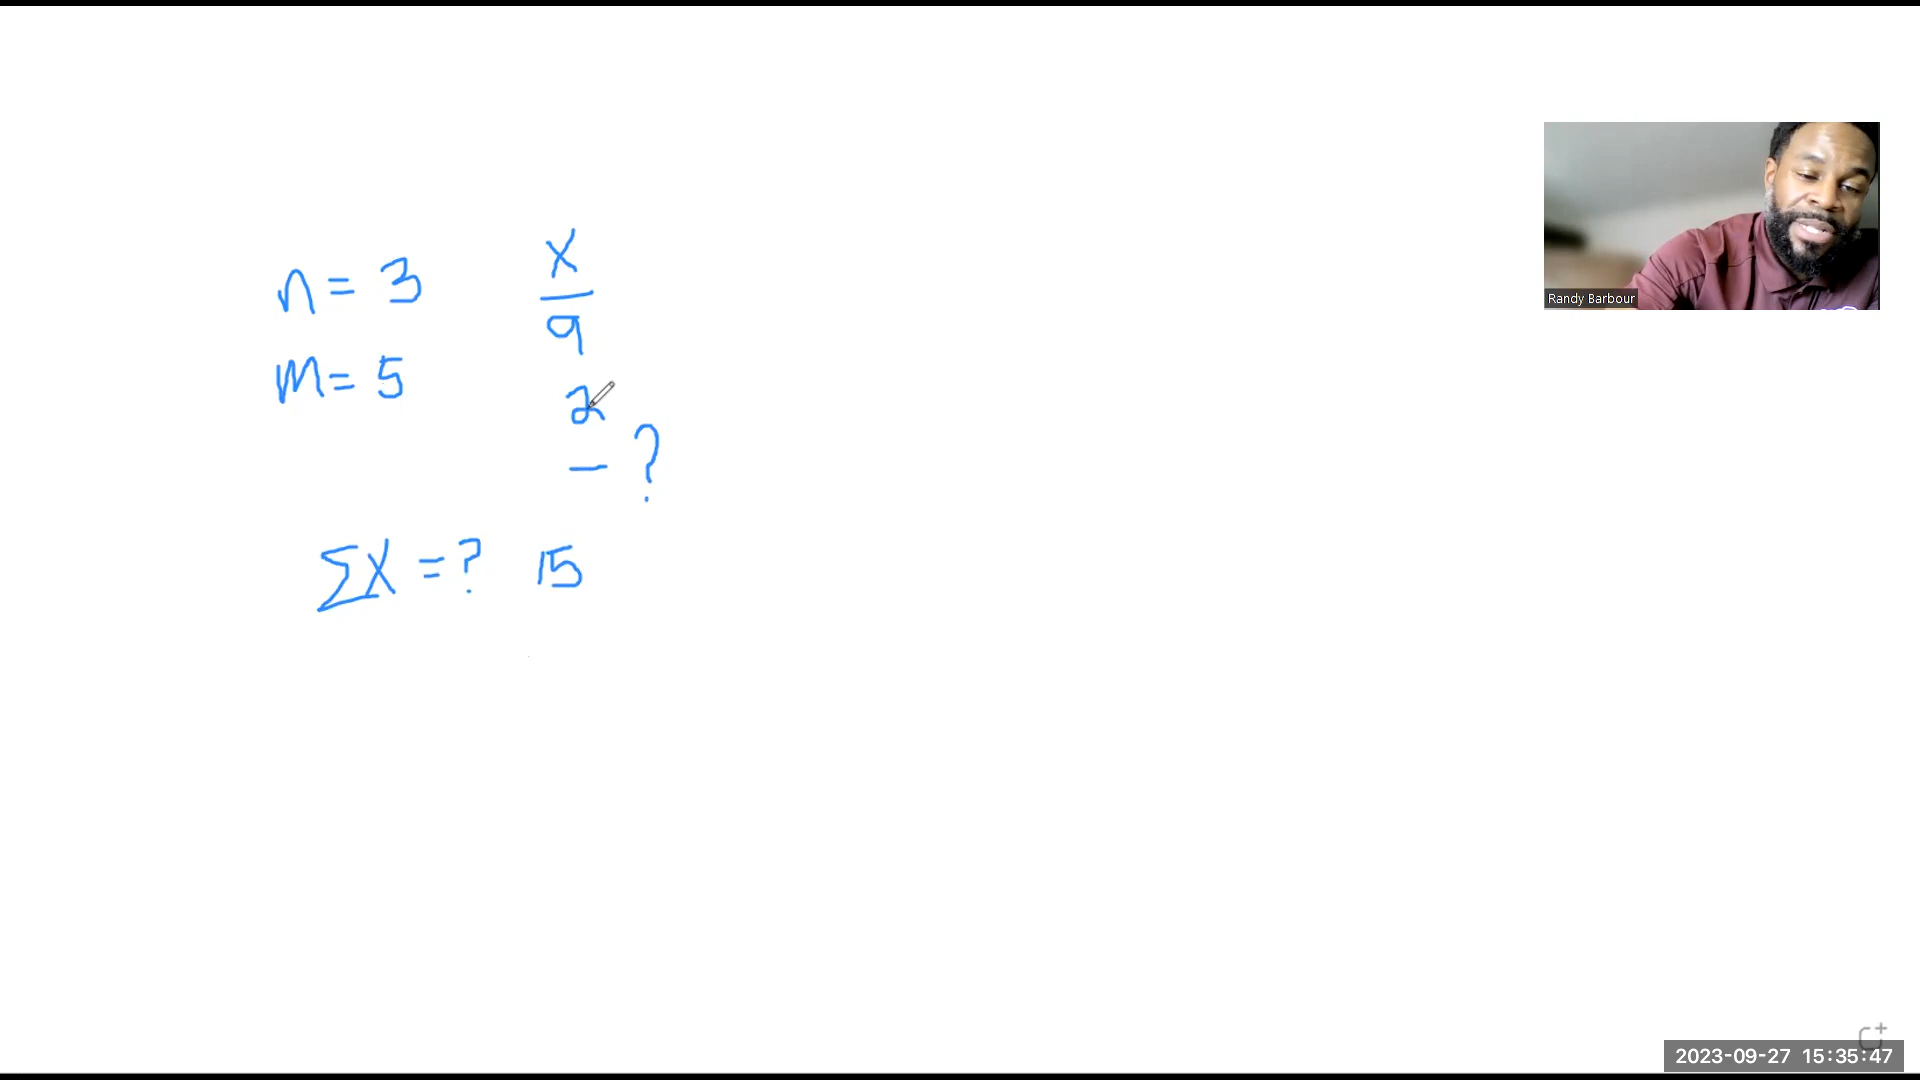 n = 3
m = 5
x
9
2
— ?
Σx = ? 15
Randy Barbour
2023-09-27 15:35:47